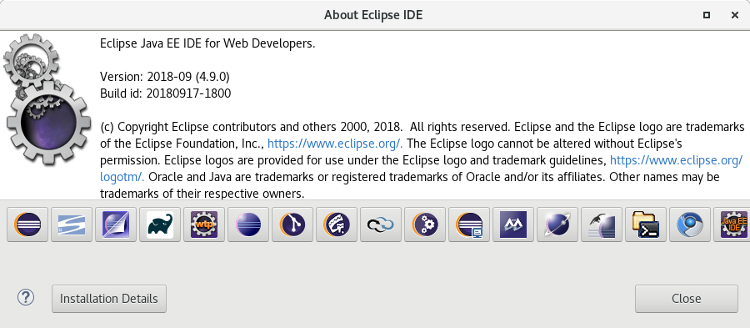 About Eclipse IDE
Eclipse Java EE IDE for Web Developers.
Version: 2018-09 (4.9.0)
Build id: 20180917-1800
(c) Copyright Eclipse contributors and others 2000, 2018.  All rights reserved. Eclipse and the Eclipse logo are trademarks
of the Eclipse Foundation, Inc., https://www.eclipse.org/. The Eclipse logo cannot be altered without Eclipse's
permission. Eclipse logos are provided for use under the Eclipse logo and trademark guidelines, https://www.eclipse.org/
logotm/. Oracle and Java are trademarks or registered trademarks of Oracle and/or its affiliates. Other names may be
trademarks of their respective owners.
wtp
Java EE
IDE
Installation Details
Close